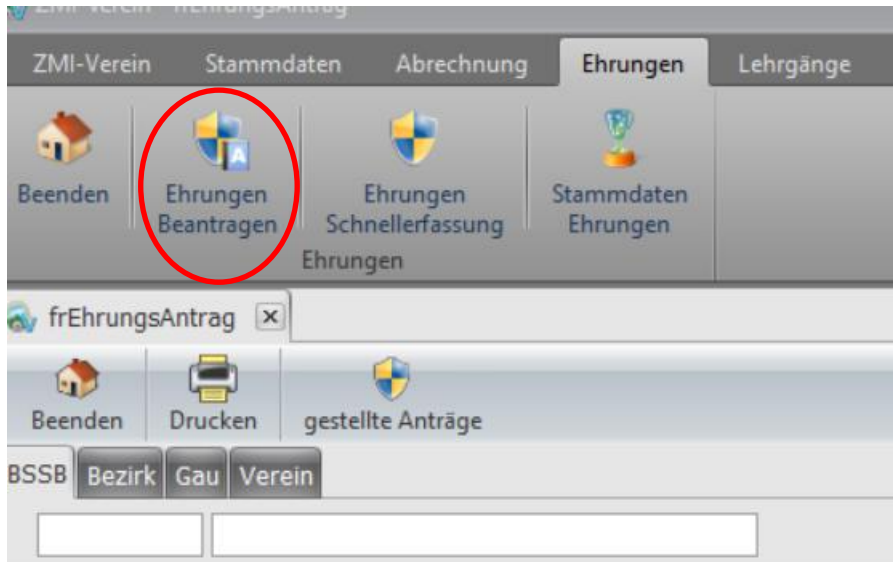 ZMI-Verein Stammdaten Abrechnung Ehrungen Lehrgänge
Beenden
Ehrungen
Beantragen
Ehrungen
Schnellerfassung
Stammdaten
Ehrungen
Ehrungen
frEhrungsAntrag
Beenden Drucken gestellte Anträge
BSSB Bezirk Gau Verein